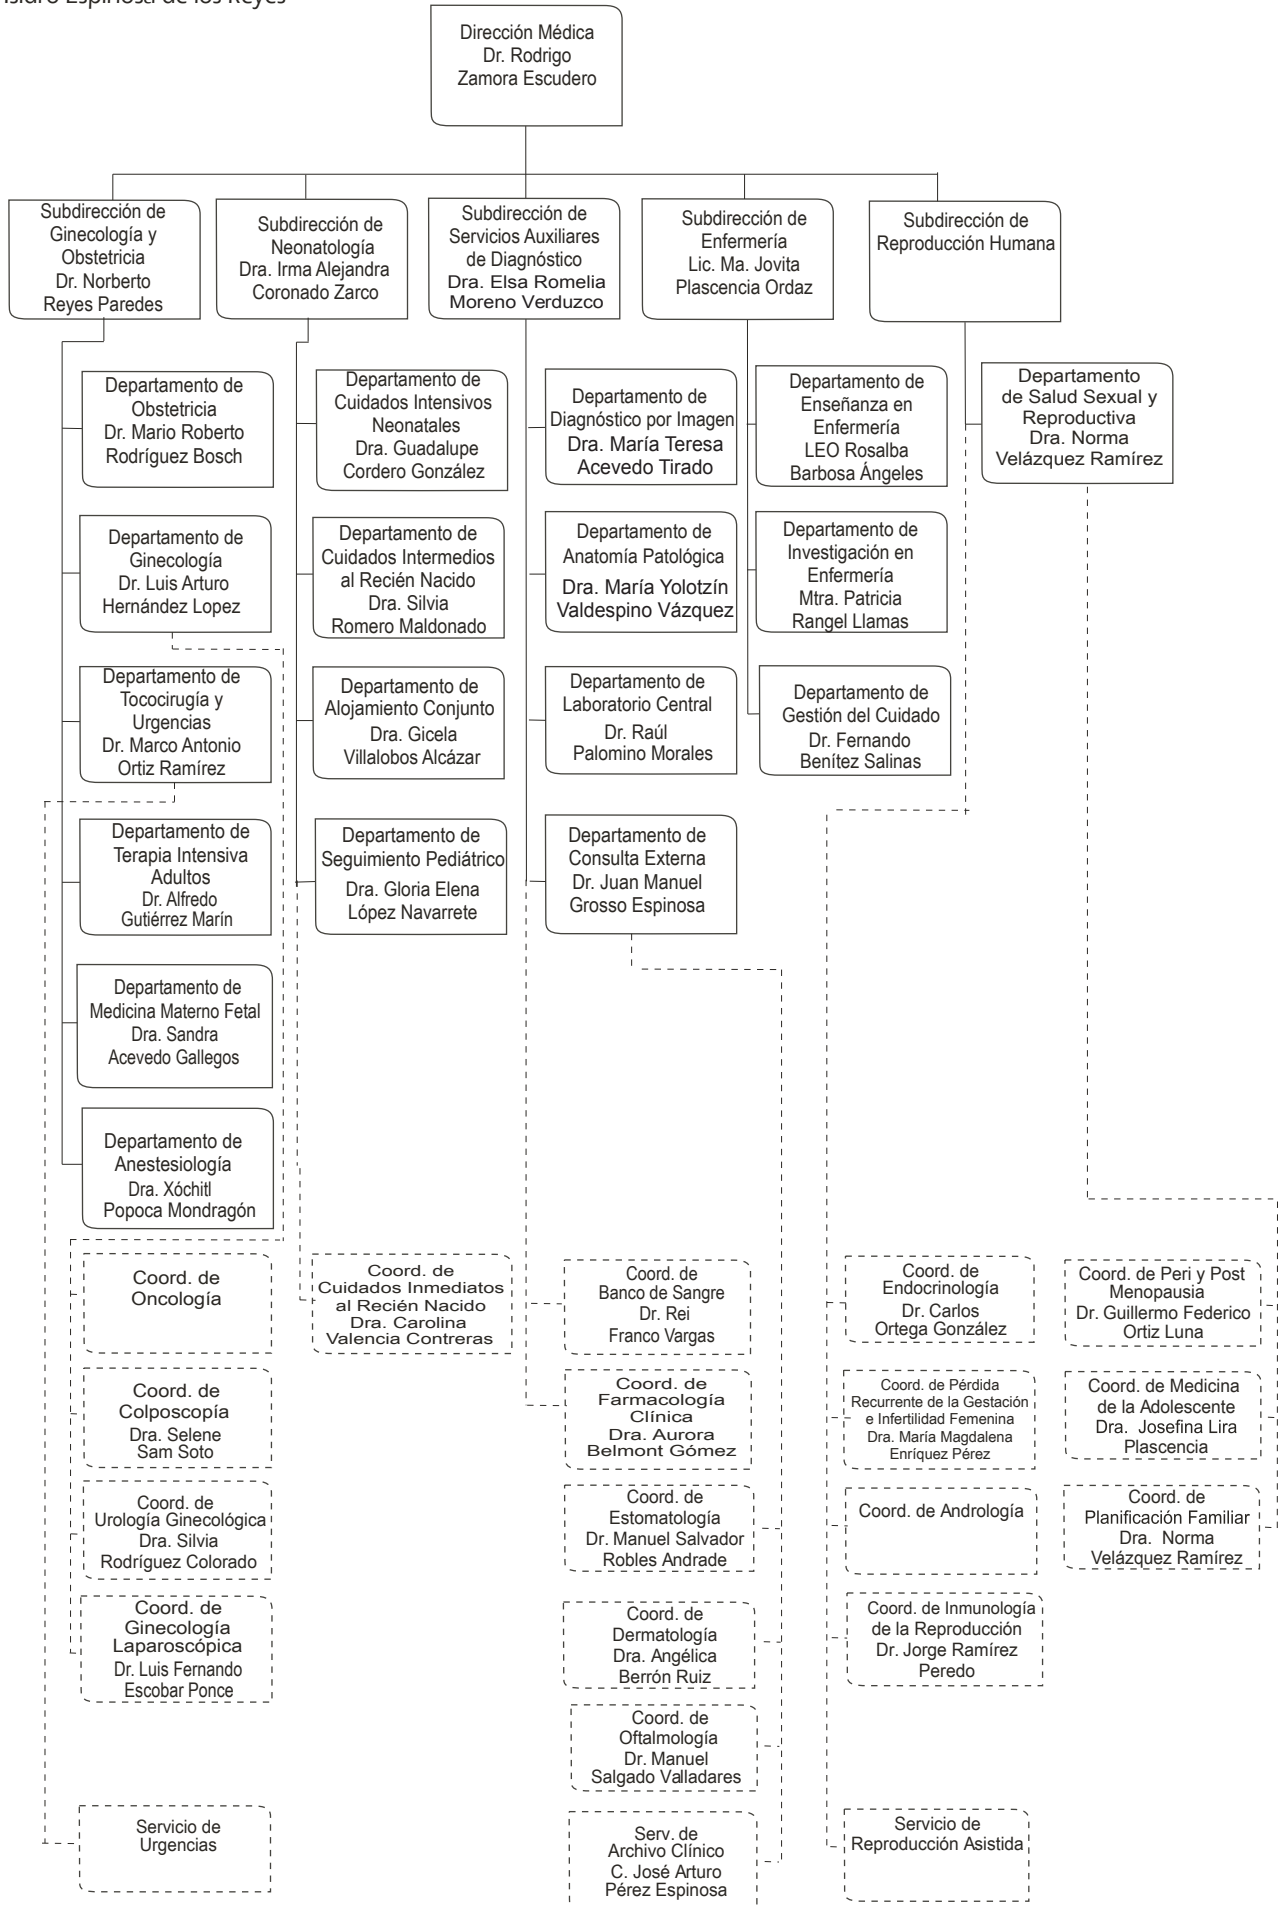 Isidro Espinosa de los Reyes
Dirección Médica
Dr. Rodrigo
Zamora Escudero
Subdirección de
Ginecología y
Obstetricia
Dr. Norberto
Reyes Paredes
Subdirección de
Neonatología
Dra. Irma Alejandra
Coronado Zarco
Subdirección de
Servicios Auxiliares
de Diagnóstico
Dra. Elsa Romelia
Moreno Verduzco
Subdirección de
Enfermería
Lic. Ma. Jovita
Plascencia Ordaz
Subdirección de
Reproducción Humana
Departamento de
Obstetricia
Dr. Mario Roberto
Rodríguez Bosch
Departamento de
Cuidados Intensivos
Neonatales
Dra. Guadalupe
Cordero González
Departamento de
Diagnóstico por Imagen
Dra. María Teresa
Acevedo Tirado
Departamento de
Enseñanza en
Enfermería
LEO Rosalba
Barbosa Ángeles
Departamento
de Salud Sexual y
Reproductiva
Dra. Norma
Velázquez Ramírez
Departamento de
Ginecología
Dr. Luis Arturo
Hernández Lopez
Departamento de
Cuidados Intermedios
al Recién Nacido
Dra. Silvia
Romero Maldonado
Departamento de
Anatomía Patológica
Dra. María Yolotzín
Valdespino Vázquez
Departamento de
Investigación en
Enfermería
Mtra. Patricia
Rangel Llamas
Departamento de
Tococirugía y
Urgencias
Dr. Marco Antonio
Ortiz Ramírez
Departamento de
Alojamiento Conjunto
Dra. Gicela
Villalobos Alcázar
Departamento de
Laboratorio Central
Dr. Raúl
Palomino Morales
Departamento de
Gestión del Cuidado
Dr. Fernando
Benítez Salinas
Departamento de
Terapia Intensiva
Adultos
Dr. Alfredo
Gutiérrez Marín
Departamento de
Seguimiento Pediátrico
Dra. Gloria Elena
López Navarrete
Departamento de
Consulta Externa
Dr. Juan Manuel
Grosso Espinosa
Departamento de
Medicina Materno Fetal
Dra. Sandra
Acevedo Gallegos
Departamento de
Anestesiología
Dra. Xóchitl
Popoca Mondragón
Coord. de
Oncología
Coord. de
Cuidados Inmediatos
al Recién Nacido
Dra. Carolina
Valencia Contreras
Coord. de
Banco de Sangre
Dr. Rei
Franco Vargas
Coord. de
Endocrinología
Dr. Carlos
Ortega González
Coord. de Peri y Post
Menopausia
Dr. Guillermo Federico
Ortiz Luna
Coord. de
Colposcopía
Dra. Selene
Sam Soto
Coord. de
Farmacología
Clínica
Dra. Aurora
Belmont Gómez
Coord. de Pérdida
Recurrente de la Gestación
e Infertilidad Femenina
Dra. María Magdalena
Enríquez Pérez
Coord. de Medicina
de la Adolescente
Dra. Josefina Lira
Plascencia
Coord. de
Urología Ginecológica
Dra. Silvia
Rodríguez Colorado
Coord. de
Estomatología
Dr. Manuel Salvador
Robles Andrade
Coord. de Andrología
Coord. de
Planificación Familiar
Dra. Norma
Velázquez Ramírez
Coord. de
Ginecología
Laparoscópica
Dr. Luis Fernando
Escobar Ponce
Coord. de
Dermatología
Dra. Angélica
Berrón Ruiz
Coord. de Inmunología
de la Reproducción
Dr. Jorge Ramírez
Peredo
Coord. de
Oftalmología
Dr. Manuel
Salgado Valladares
Servicio de
Urgencias
Serv. de
Archivo Clínico
C. José Arturo
Pérez Espinosa
Servicio de
Reproducción Asistida